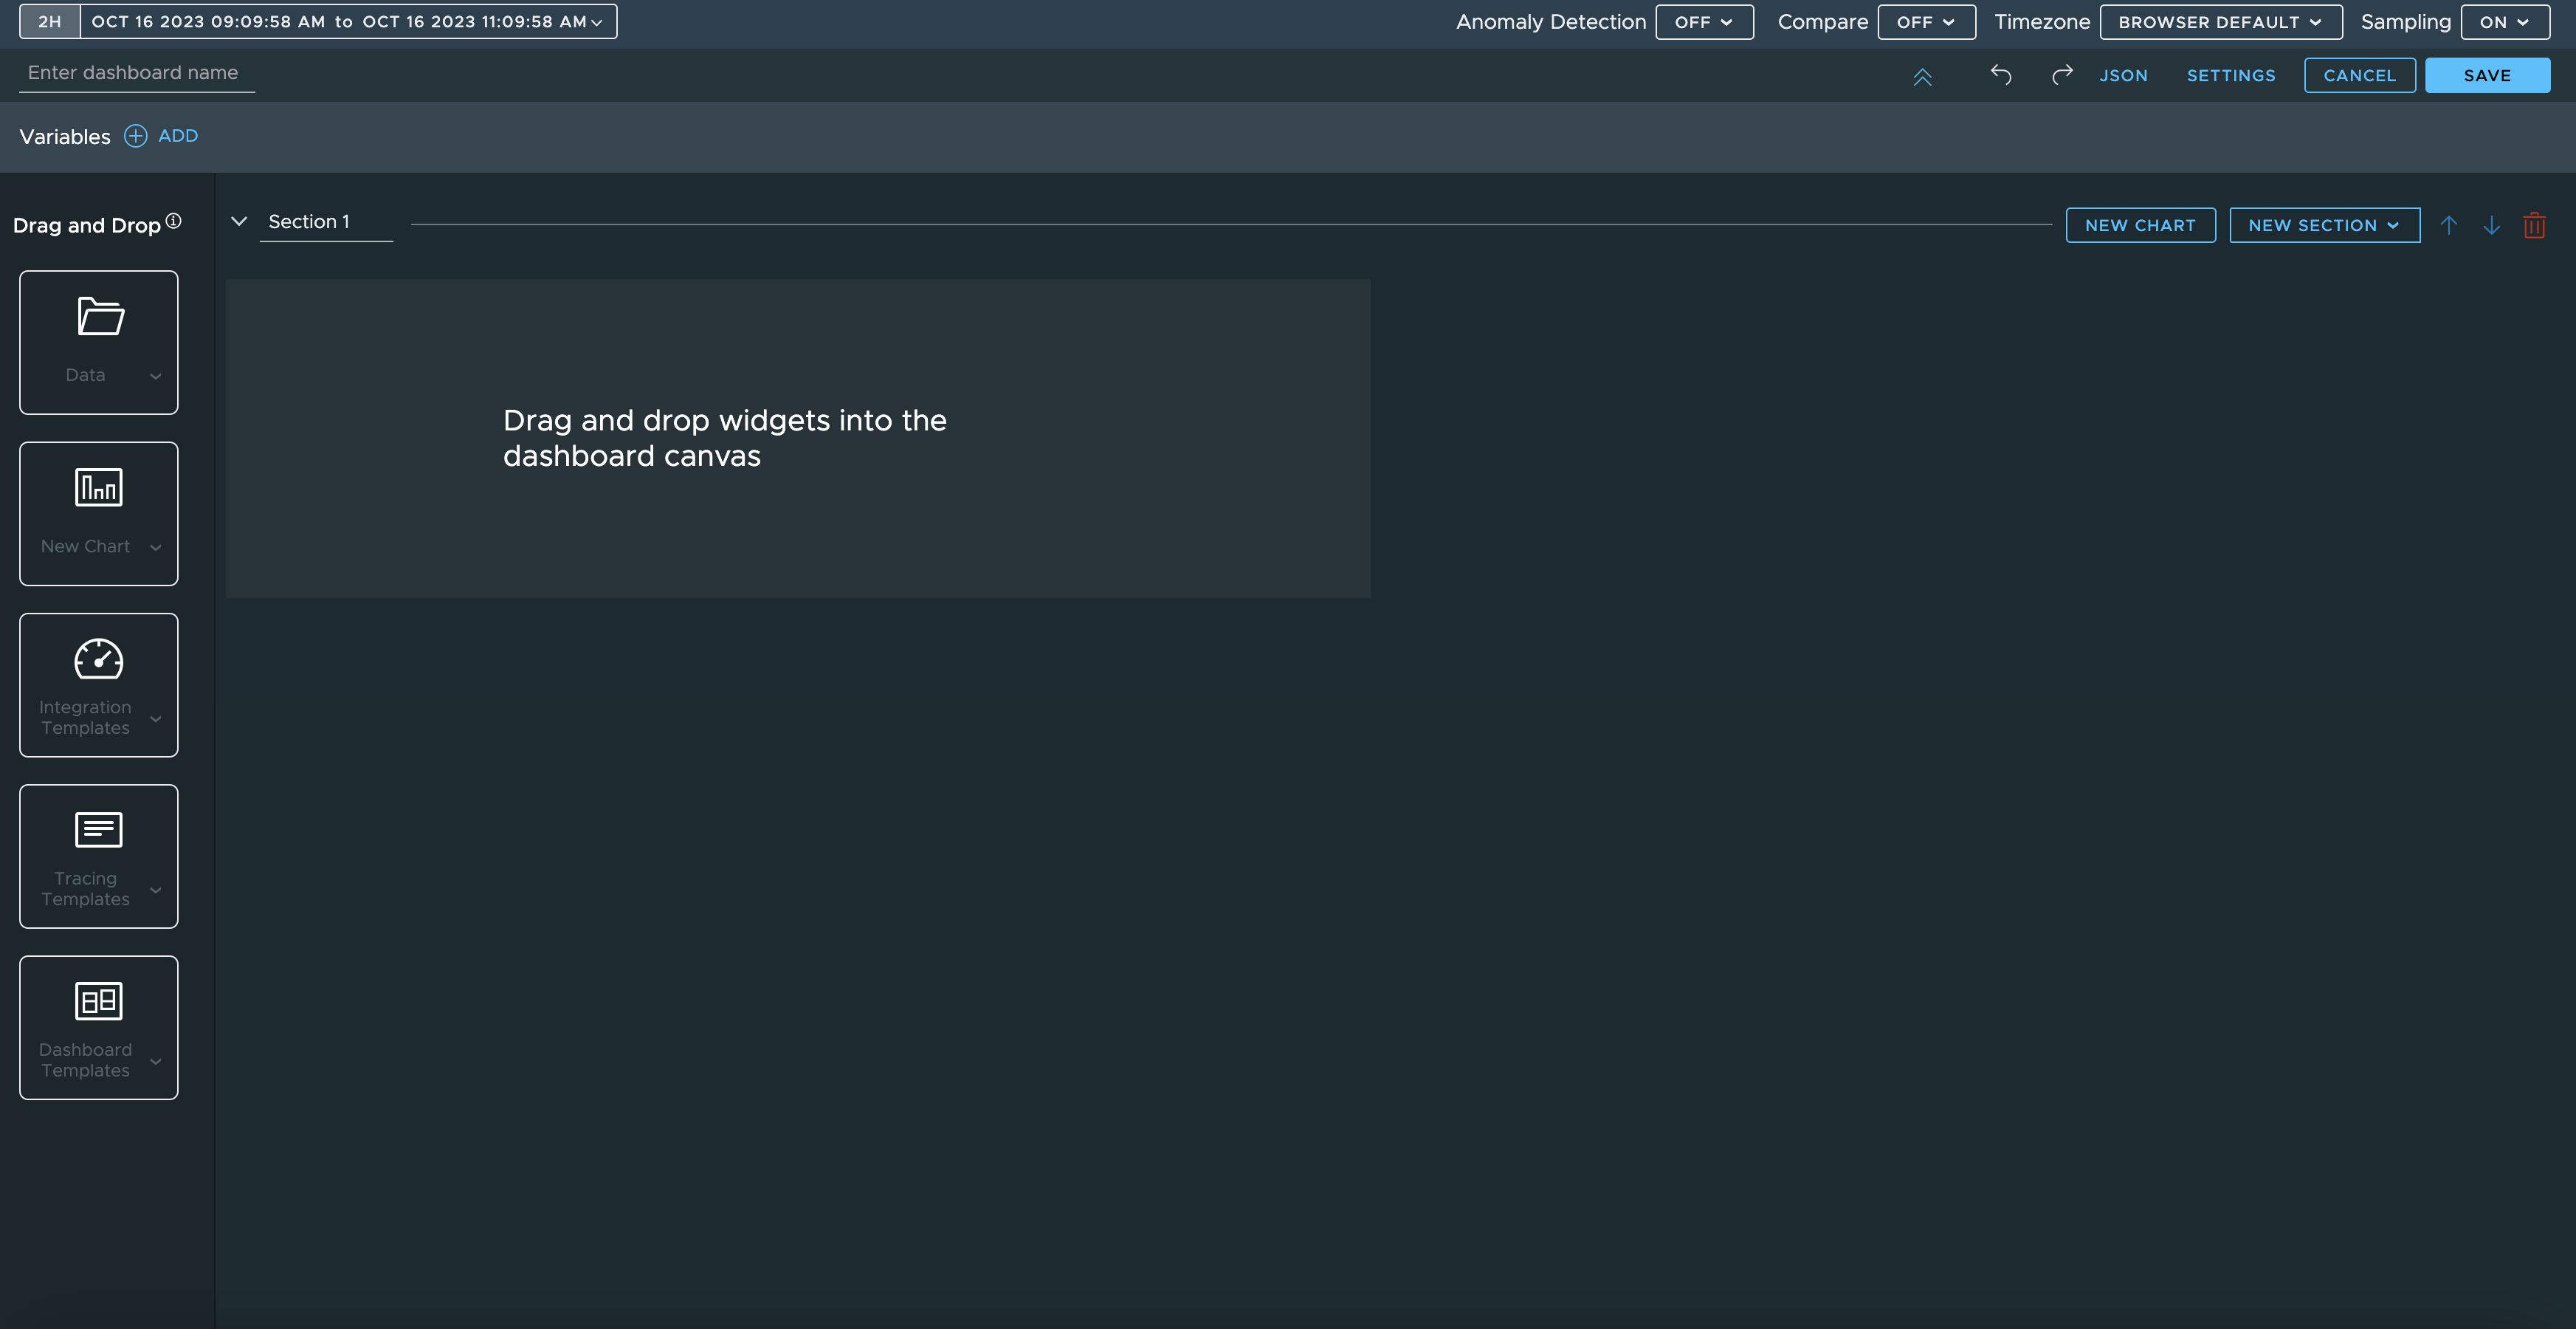 2H OCT 16 2023 09:09:58 AM to OCT 16 2023 11:09:58 AM Anomaly Detection OFF Compare OFF Timezone BROWSER DEFAULT Sampling ON
Enter dashboard name JSON SETTINGS CANCEL SAVE
Variables ADD
Drag and Drop Section 1 NEW CHART NEW SECTION
Data
Drag and drop widgets into the
dashboard canvas
New Chart
Integration
Templates
Tracing
Templates
Dashboard
Templates